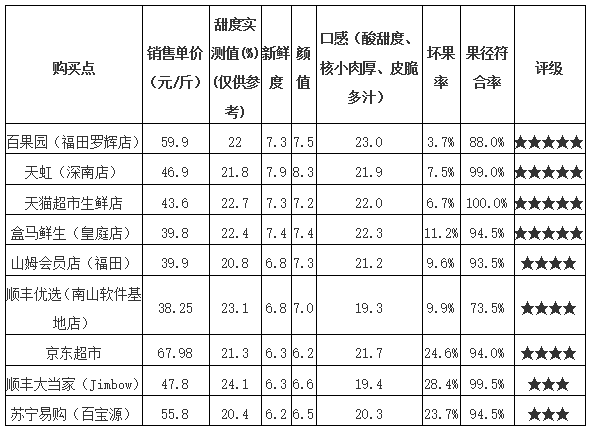 购买点 销售单价（元/斤） 甜度实测值(%)(仅供参考) 新鲜度 颜值 口感（酸甜度、核小肉厚、皮脆多汁） 坏果率 果径符合率 评级
百果园（福田罗辉店） 59.9 22 7.3 7.5 23.0 3.7% 88.0% ★★★★★
天虹（深南店） 46.9 21.8 7.9 8.3 21.9 7.5% 99.0% ★★★★★
天猫超市生鲜店 43.6 22.7 7.3 7.2 22.0 6.7% 100.0% ★★★★★
盒马鲜生（皇庭店） 39.8 22.4 7.4 7.4 22.3 11.2% 94.5% ★★★★★
山姆会员店（福田） 39.9 20.8 6.8 7.3 21.2 9.6% 93.5% ★★★★
顺丰优选（南山软件基地店） 38.25 23.1 6.8 7.0 19.3 9.9% 73.5% ★★★★
京东超市 67.98 21.3 6.3 6.2 21.7 24.6% 94.0% ★★★★
顺丰大当家（Jimbow） 47.8 24.1 6.3 6.6 19.4 28.4% 99.5% ★★★
苏宁易购（百宝源） 55.8 20.4 6.2 6.5 20.3 23.7% 94.5% ★★★